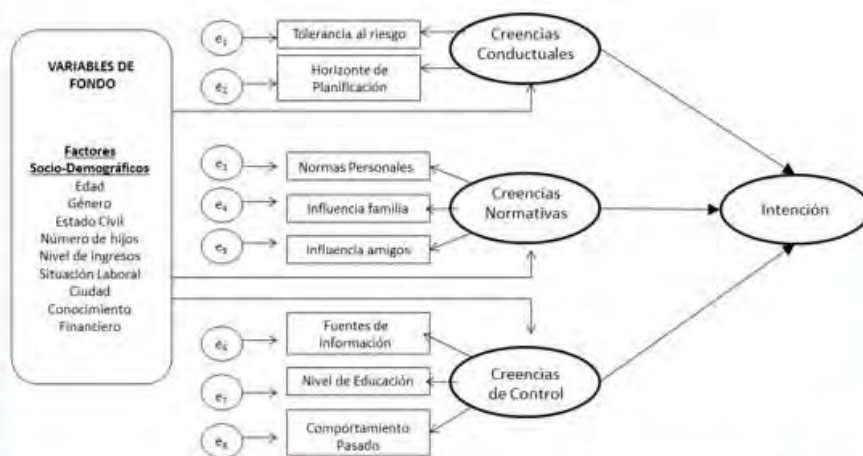 VARIABLES DE
FONDO
Factores
Socio-Demográficos
Edad
Género
Estado Civil
Número de hijos
Nivel de ingresos
Situación Laboral
Ciudad
Conocimiento
Financiero
e1
Tolerancia al riesgo
e2
Horizonte de
Planificación
Creencias
Conductuales
e3
Normas Personales
e4
Influencia familia
e5
Influencia amigos
Creencias
Normativas
Intención
e6
Fuentes de
Información
e7
Nivel de Educación
e8
Comportamiento
Pasado
Creencias
de Control